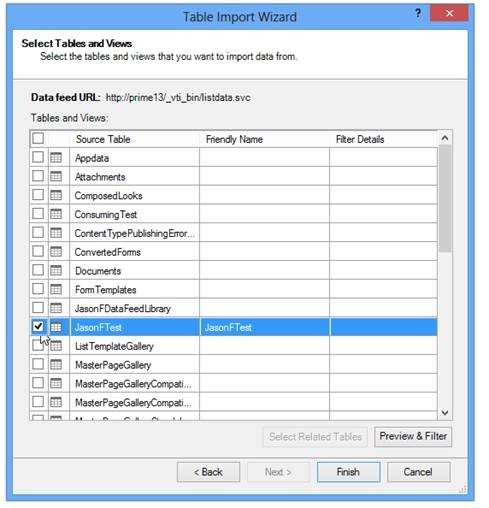 Table Import Wizard
?
Select Tables and Views
Select the tables and views that you want to import data from.
Data feed URL: http://prime13/_vti_bin/listdata.svc
Tables and Views:
Source Table Friendly Name Filter Details
Appdata
Attachments
ComposedLooks
ConsumingTest
ContentTypePublishingError...
ConvertedForms
Documents
FormTemplates
JasonFDataFeedLibrary
JasonFTest JasonFTest
ListTemplateGallery
MasterPageGallery
MasterPageGalleryCompati...
MasterPageGalleryCompati...
Select Related Tables Preview & Filter
< Back Next > Finish Cancel